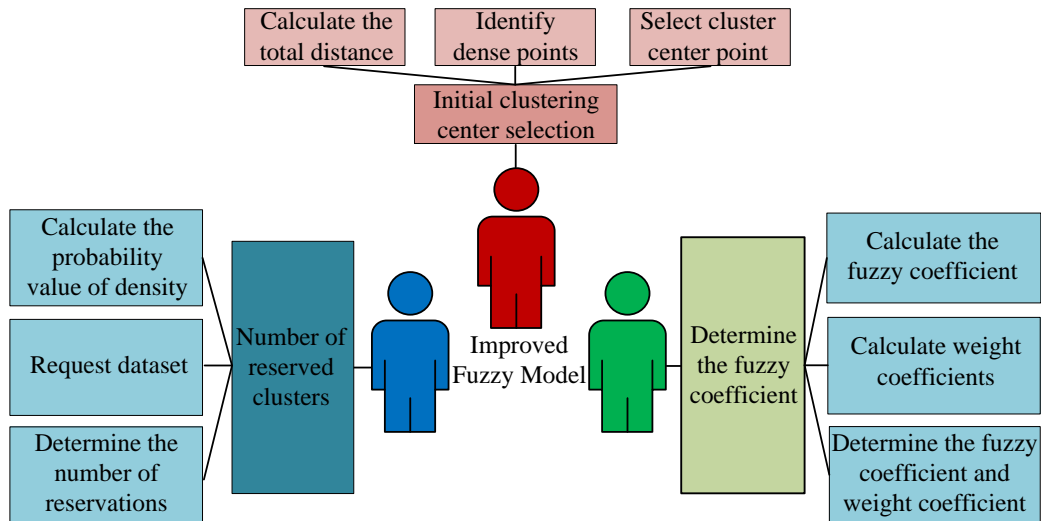 Calculate the
total distance
Identify
dense points
Select cluster
center point
Initial clustering
center selection
Calculate the
probability
value of density
Request dataset
Determine the
number of
reservations
Number of
reserved
clusters
Improved
Fuzzy Model
Determine
the fuzzy
coefficient
Calculate the
fuzzy coefficient
Calculate weight
coefficients
Determine the fuzzy
coefficient and
weight coefficient